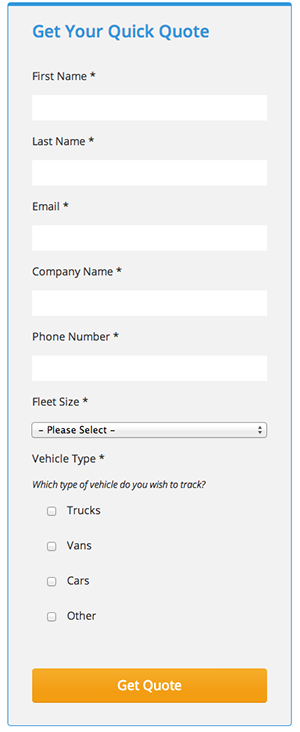 Get Your Quick Quote
First Name *
Last Name *
Email *
Company Name *
Phone Number *
Fleet Size *
– Please Select –
Vehicle Type *
Which type of vehicle do you wish to track?
Trucks
Vans
Cars
Other
Get Quote